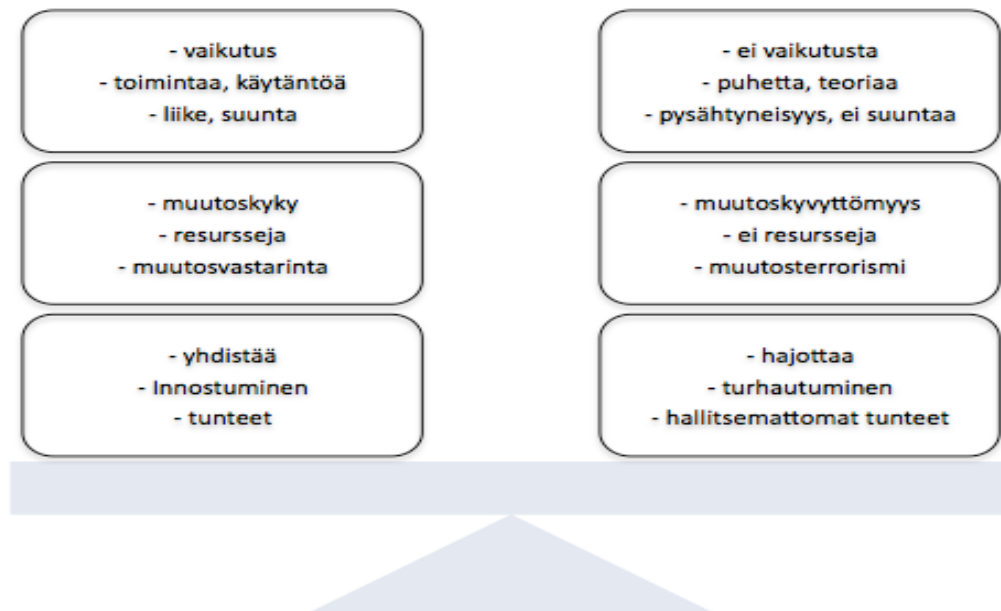 - vaikutus
- toimintaa, käytäntöä
- liike, suunta
- ei vaikutusta
- puhetta, teoriaa
- pysähtyneisyys, ei suuntaa
- muutoskyky
- resursseja
- muutosvastarinta
- muutoskyvyttömyys
- ei resursseja
- muutosterrorismi
- yhdistää
- Innostuminen
- tunteet
- hajottaa
- turhautuminen
- hallitsemattomat tunteet